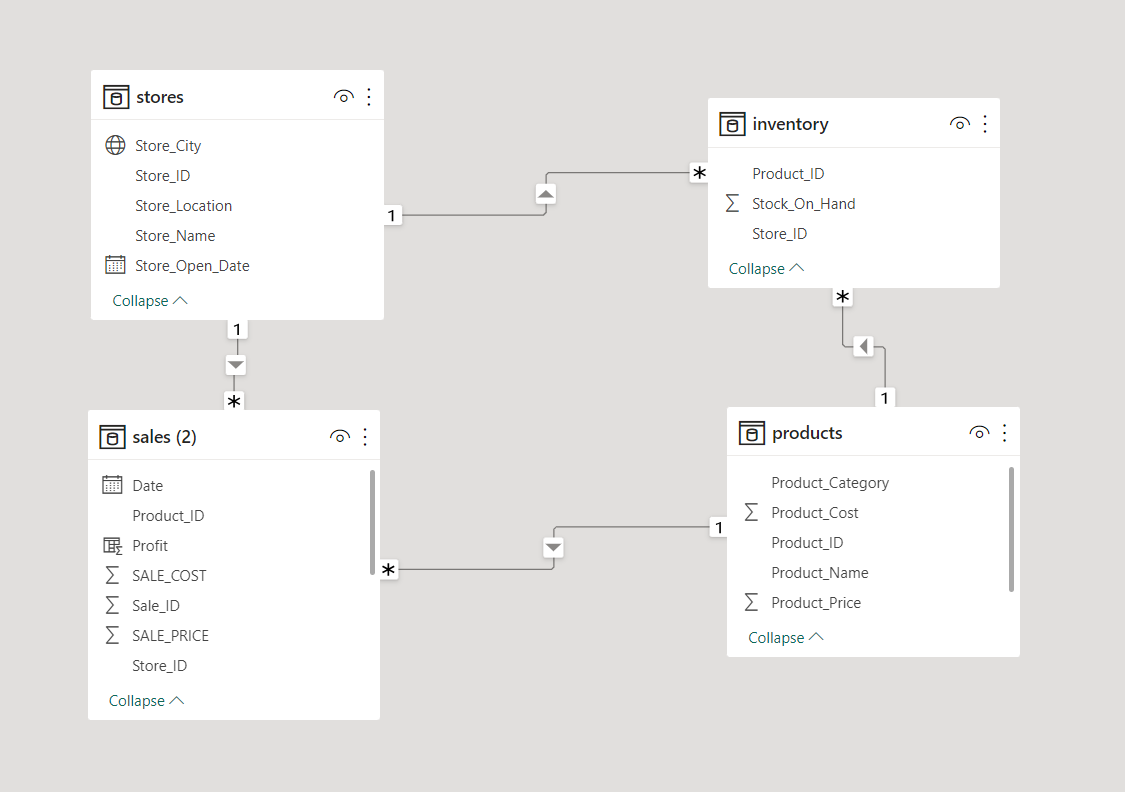 stores
Store_City
Store_ID
Store_Location
Store_Name
Store_Open_Date
Collapse
1
1
*
inventory
Product_ID
Stock_On_Hand
Store_ID
Collapse
*
*
1
sales (2)
Date
Product_ID
Profit
SALE_COST
Sale_ID
SALE_PRICE
Store_ID
Collapse
*
1
products
Product_Category
Product_Cost
Product_ID
Product_Name
Product_Price
Collapse